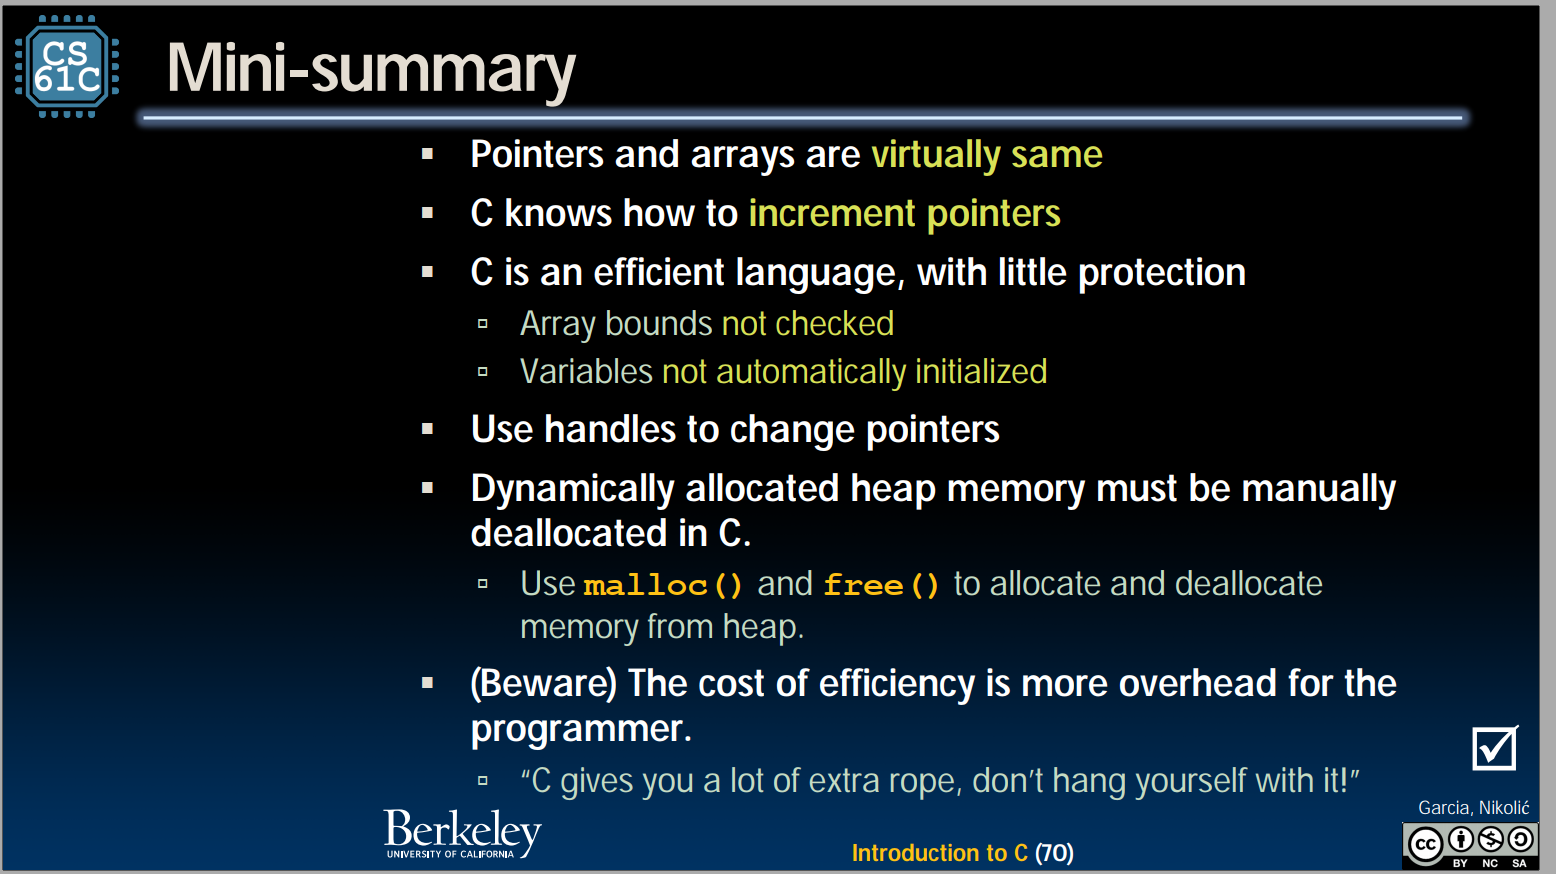 CS
61C
Mini-summary
Pointers and arrays are virtually same
C knows how to increment pointers
C is an efficient language, with little protection
Array bounds not checked
Variables not automatically initialized
Use handles to change pointers
Dynamically allocated heap memory must be manually
deallocated in C.
Use malloc() and free() to allocate and deallocate
memory from heap.
(Beware) The cost of efficiency is more overhead for the
programmer.
“C gives you a lot of extra rope, don’t hang yourself with it!”
Berkeley
UNIVERSITY OF CALIFORNIA
Introduction to C (70)
Garcia, Nikolić
cc
BY NC SA